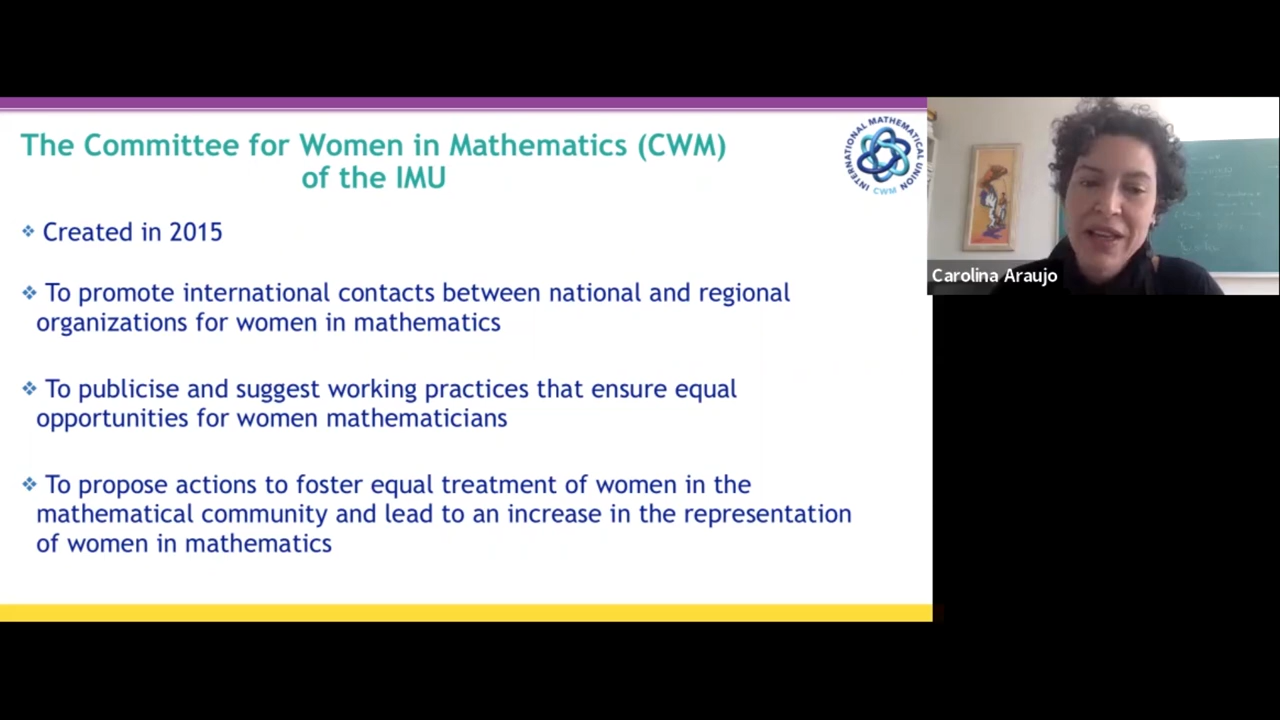 The Committee for Women in Mathematics (CWM)
of the IMU
INTERNATIONAL MATHEMATICAL UNION
CWM
❖ Created in 2015
❖ To promote international contacts between national and regional
organizations for women in mathematics
❖ To publicise and suggest working practices that ensure equal
opportunities for women mathematicians
❖ To propose actions to foster equal treatment of women in the
mathematical community and lead to an increase in the representation
of women in mathematics
Carolina Araujo